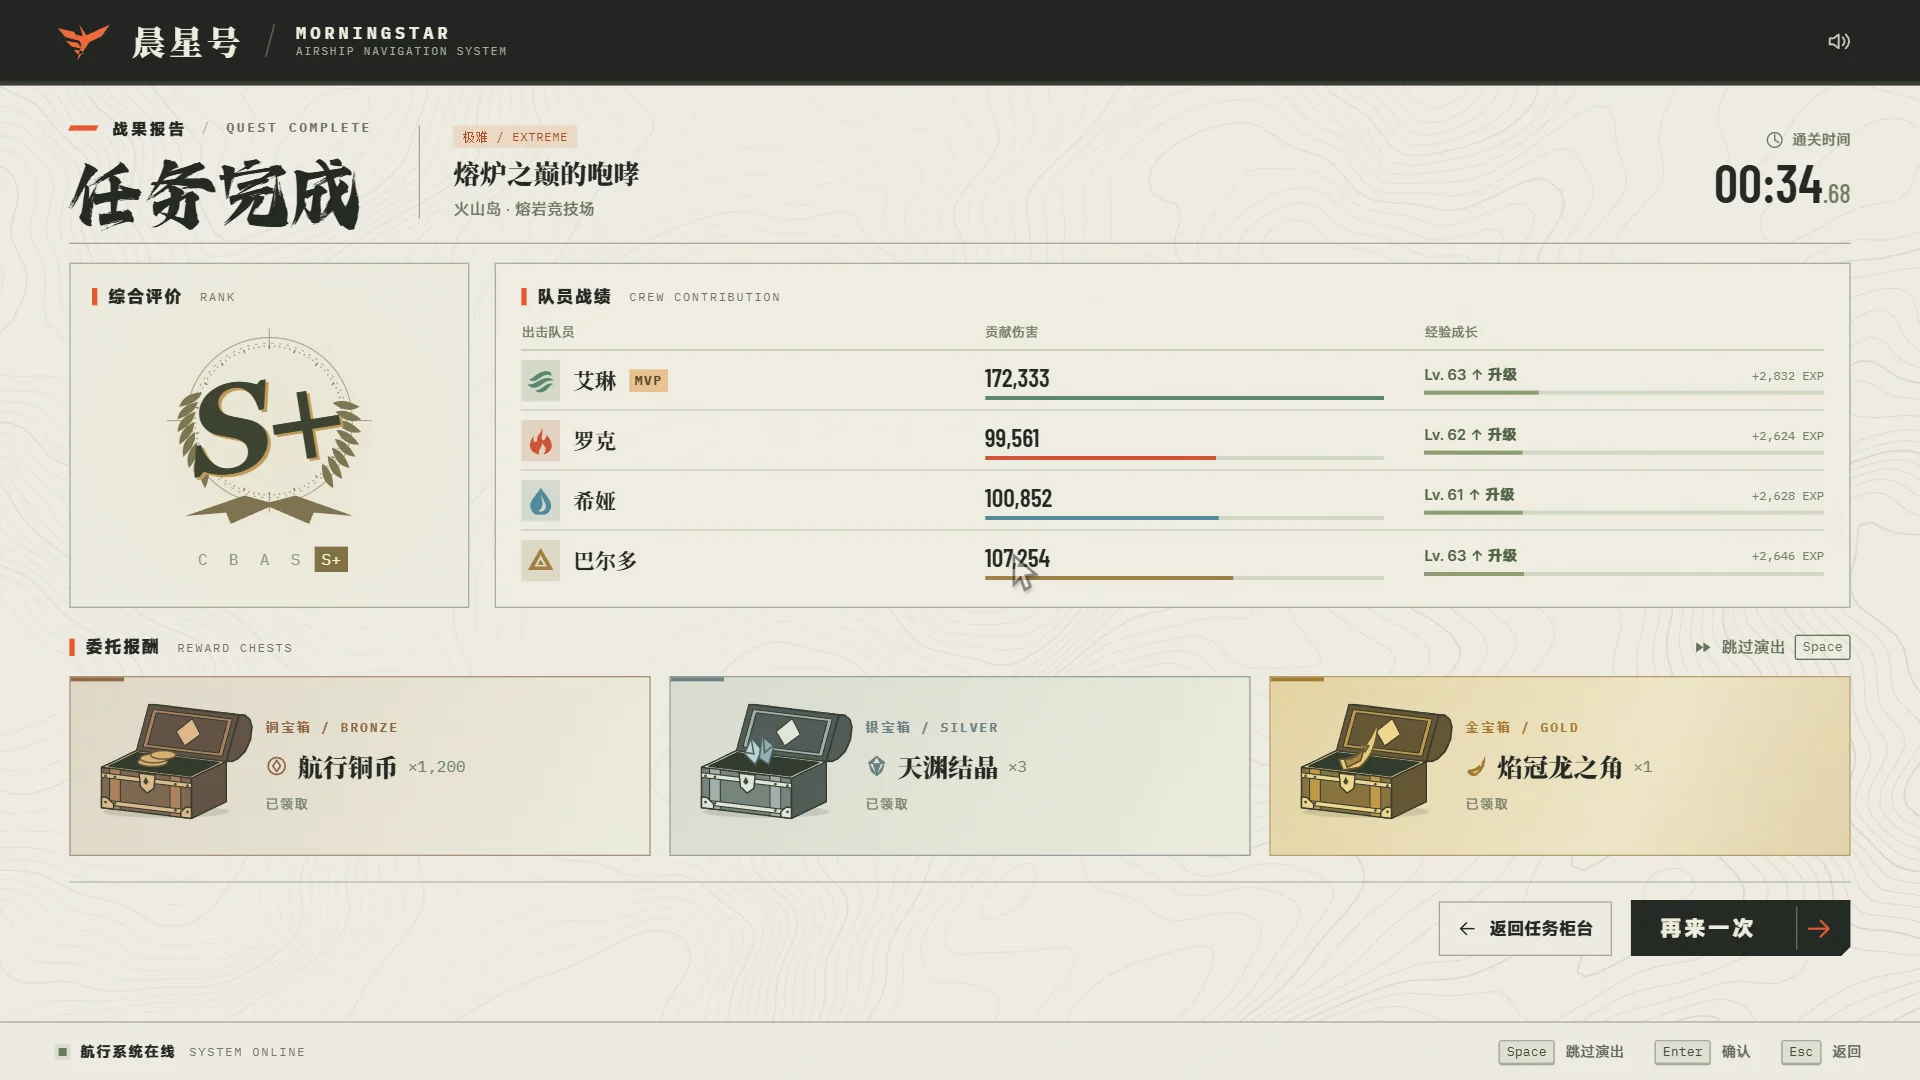 晨星号 / MORNINGSTAR
AIRSHIP NAVIGATION SYSTEM
战果报告 / QUEST COMPLETE
任务完成
极难 / EXTREME
熔炉之巅的咆哮
火山岛 · 熔岩竞技场
通关时间
00:34.68
综合评价 RANK
S+
C B A S S+
队员战绩 CREW CONTRIBUTION
出击队员 贡献伤害 经验成长
艾琳 MVP 172,333 Lv. 63 ↑ 升级 +2,832 EXP
罗克 99,561 Lv. 62 ↑ 升级 +2,624 EXP
希娅 100,852 Lv. 61 ↑ 升级 +2,628 EXP
巴尔多 107,254 Lv. 63 ↑ 升级 +2,646 EXP
委托报酬 REWARD CHESTS
跳过演出 Space
铜宝箱 / BRONZE
航行铜币 ×1,200
已领取
银宝箱 / SILVER
天渊结晶 ×3
已领取
金宝箱 / GOLD
焰冠龙之角 ×1
已领取
← 返回任务柜台
再来一次 →
航行系统在线 SYSTEM ONLINE
Space 跳过演出 Enter 确认 Esc 返回